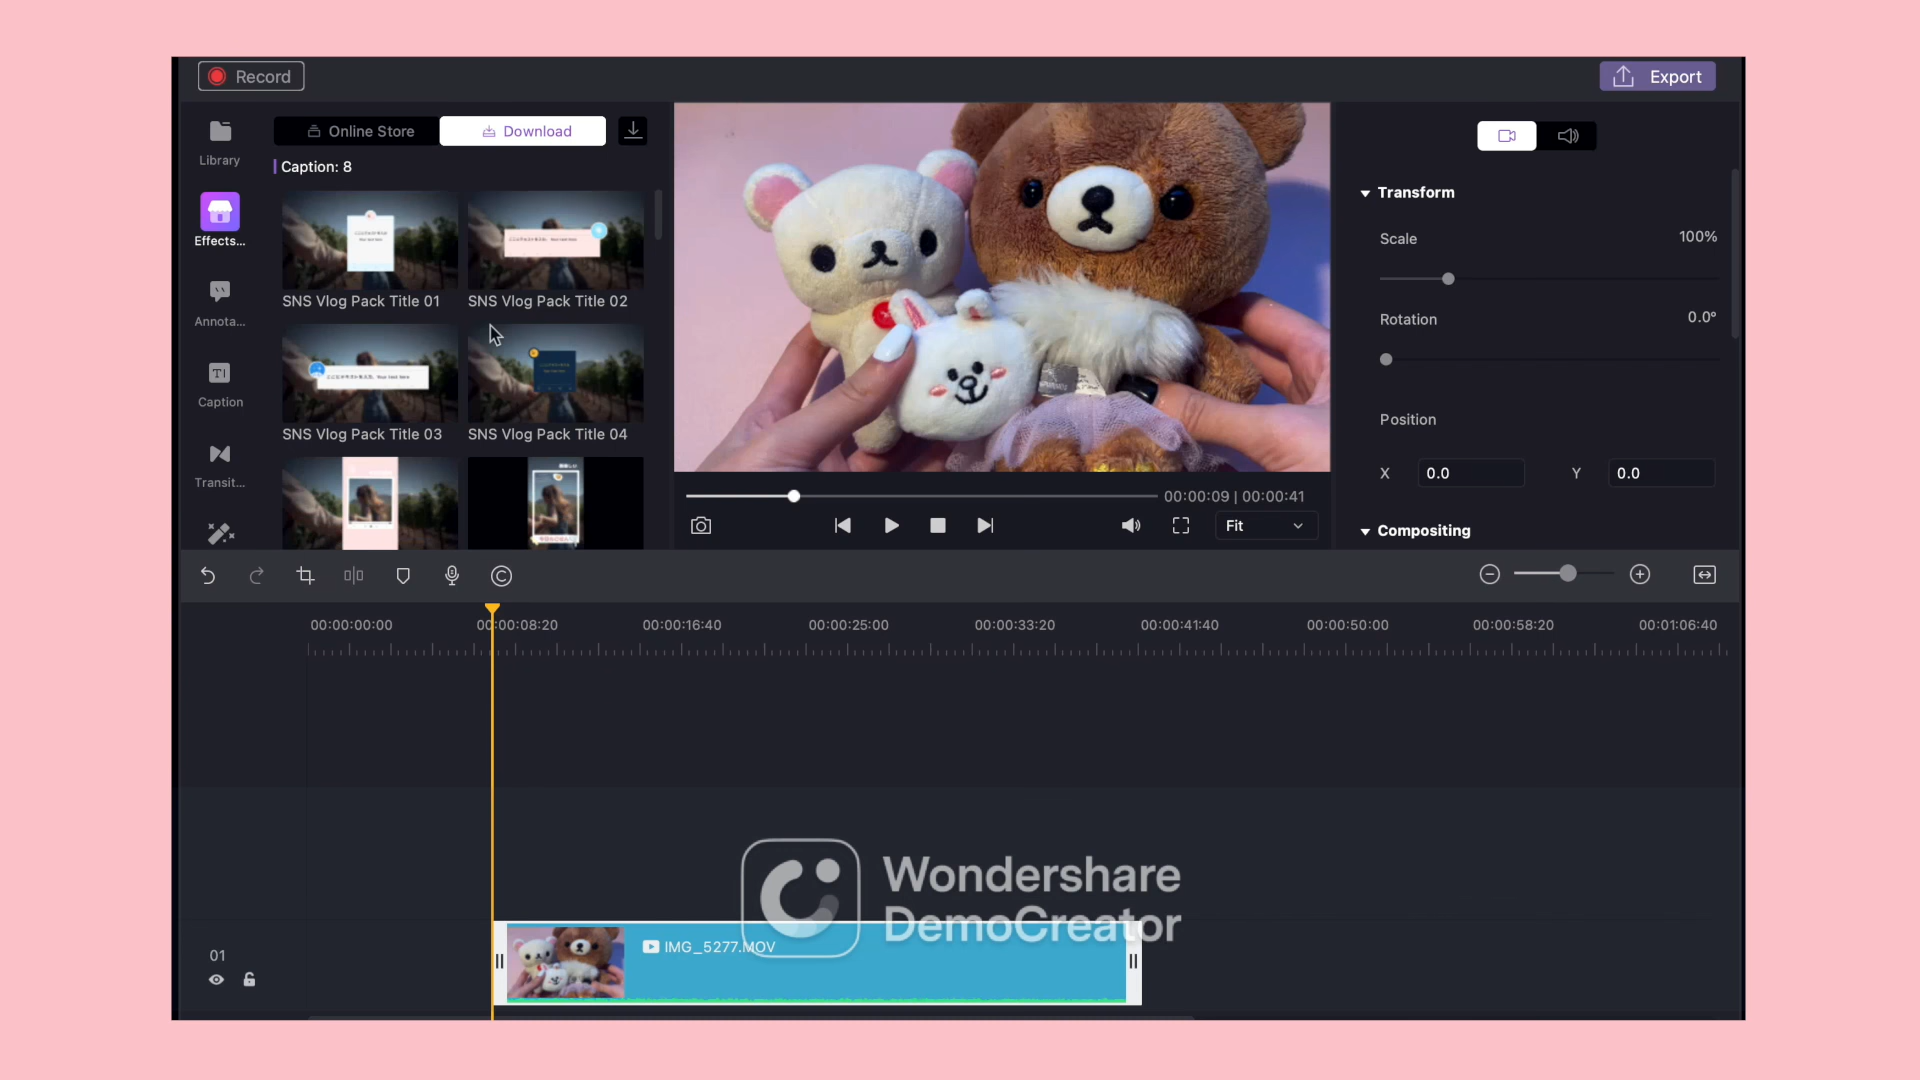 Record
Export
Library
Online Store
Download
Caption: 8
Effects...
SNS Vlog Pack Title 01
SNS Vlog Pack Title 02
Annota...
Caption
SNS Vlog Pack Title 03
SNS Vlog Pack Title 04
Transit...
Transform
Scale
100%
Rotation
0.0°
Position
X
0.0
Y
0.0
Compositing
00:00:09 | 00:00:41
Fit
00:00:00:00
00:00:08:20
00:00:16:40
00:00:25:00
00:00:33:20
00:00:41:40
00:00:50:00
00:00:58:20
00:01:06:40
Wondershare
DemoCreator
01
IMG_5277.MOV